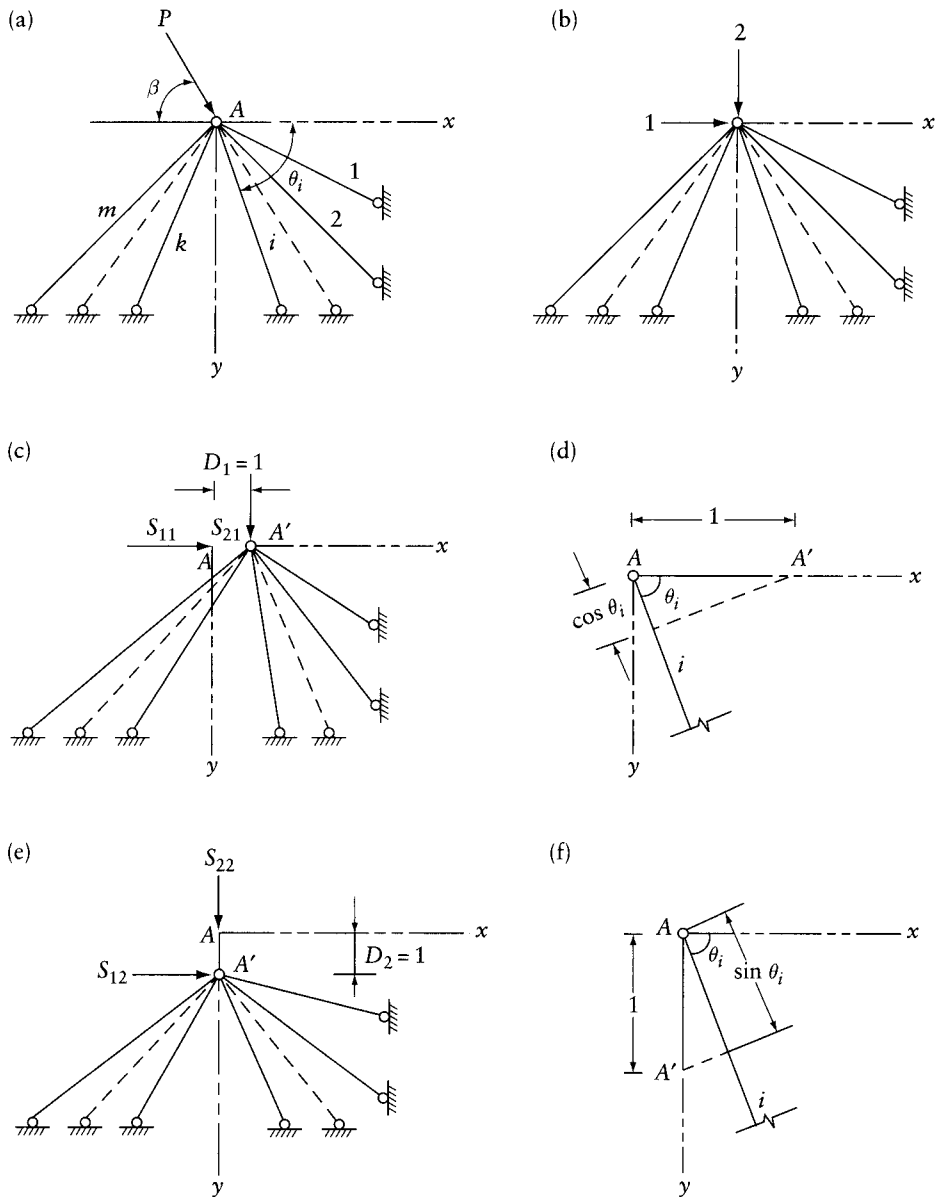 (a)
P
β
A
x
θi
1
2
i
k
m
y
(b)
2
1
x
y
(c)
D1 = 1
S11
S21
A'
A
x
y
(d)
1
A
A'
x
θi
cos θi
i
y
(e)
S22
A
x
S12
A'
D2 = 1
y
(f)
A
x
θi
sin θi
1
A'
i
y